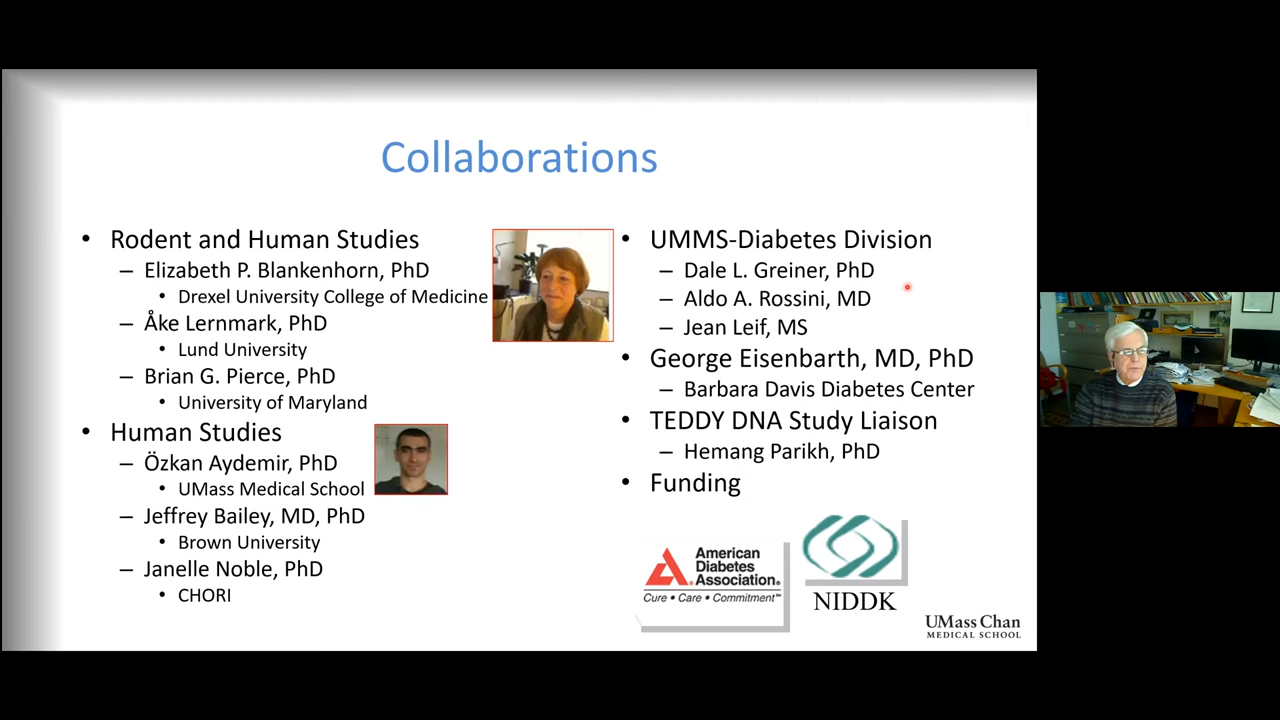 Collaborations
• Rodent and Human Studies
– Elizabeth P. Blankenhorn, PhD
• Drexel University College of Medicine
– Åke Lernmark, PhD
• Lund University
– Brian G. Pierce, PhD
• University of Maryland
• Human Studies
– Özkan Aydemir, PhD
• UMass Medical School
– Jeffrey Bailey, MD, PhD
• Brown University
– Janelle Noble, PhD
• CHORI
• UMMS-Diabetes Division
– Dale L. Greiner, PhD
– Aldo A. Rossini, MD
– Jean Leif, MS
• George Eisenbarth, MD, PhD
– Barbara Davis Diabetes Center
• TEDDY DNA Study Liaison
– Hemang Parikh, PhD
• Funding
American
Diabetes
Association®
Cure • Care • Commitment℠
NIDDK
UMass Chan
MEDICAL SCHOOL